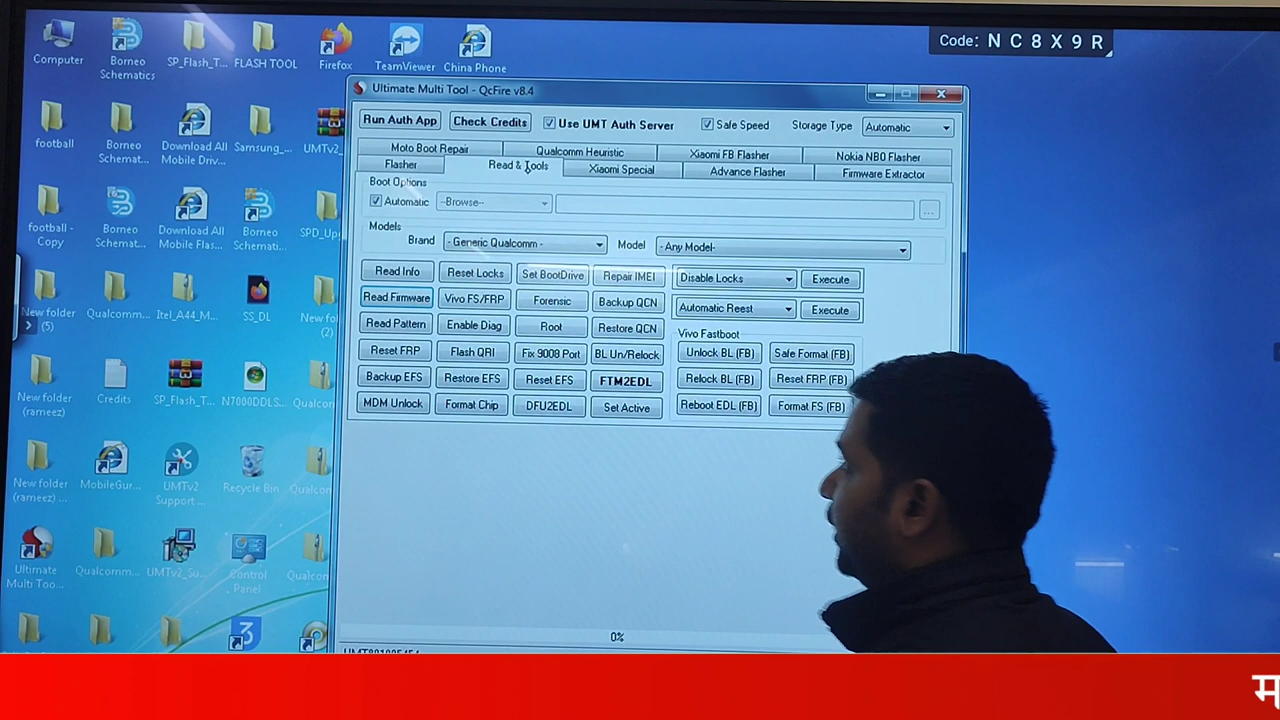 Code: N C 8 X 9 R
Computer
Borneo
Schematics
SP_Flash_T...
FLASH TOOL
Firefox
TeamViewer
China Phone
football
Borneo
Schemat...
Download All
Mobile Driv...
Samsung_...
UMTv2_
football -
Copy
Borneo
Schemat...
Download All
Mobile Flas...
Borneo
Schemati...
SPD_Up
New folder
(5)
Qualcomm...
Itel_A44_M...
SS_DL
New fo
(2)
New folder
(rameez)
Credits
SP_Flash_T...
N7000DDLS...
Qualcon
New folder
(rameez) ...
MobileGur...
UMTv2
Support ...
Recycle Bin
Qualcon
Ultimate
Multi Too...
Qualcomm...
UMTv2_Su...
Control
Panel
Qualcon
Ultimate Multi Tool - QcFire v8.4
Run Auth App
Check Credits
Use UMT Auth Server
Safe Speed
Storage Type
Automatic
Moto Boot Repair
Qualcomm Heuristic
Xiaomi FB Flasher
Nokia NB0 Flasher
Flasher
Read & Tools
Xiaomi Special
Advance Flasher
Firmware Extractor
Boot Options
Automatic
--Browse--
...
Models
Brand
- Generic Qualcomm -
Model
- Any Model-
Read Info
Reset Locks
Set BootDrive
Repair IMEI
Disable Locks
Execute
Read Firmware
Vivo FS/FRP
Forensic
Backup QCN
Automatic Reest
Execute
Read Pattern
Enable Diag
Root
Restore QCN
Vivo Fastboot
Reset FRP
Flash QRI
Fix 9008 Port
BL Un/Relock
Unlock BL (FB)
Safe Format (FB)
Backup EFS
Restore EFS
Reset EFS
FTM2EDL
Relock BL (FB)
Reset FRP (FB)
MDM Unlock
Format Chip
DFU2EDL
Set Active
Reboot EDL (FB)
Format FS (FB)
0%